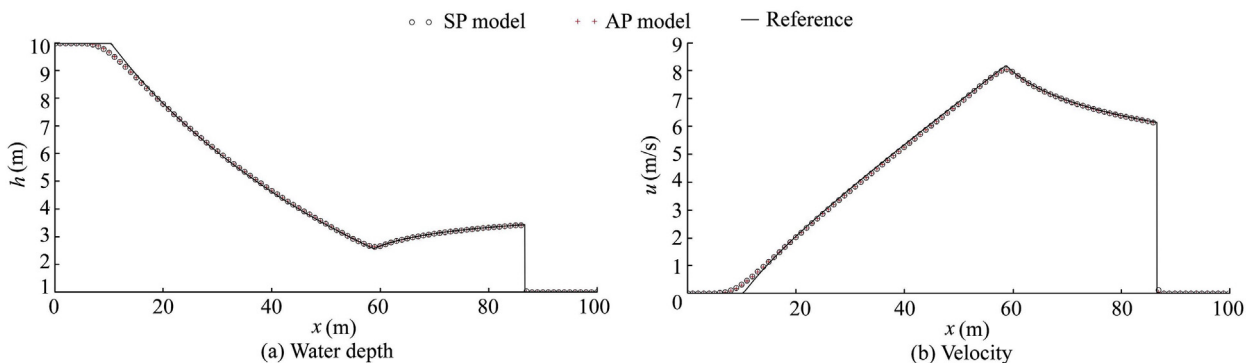 SP model AP model Reference
10
9
8
7
6
5
4
3
2
1
h (m)
0 20 40 60 80 100
x (m)
(a) Water depth
9
8
7
6
5
4
3
2
1
0
u (m/s)
20 40 60 80 100
x (m)
(b) Velocity